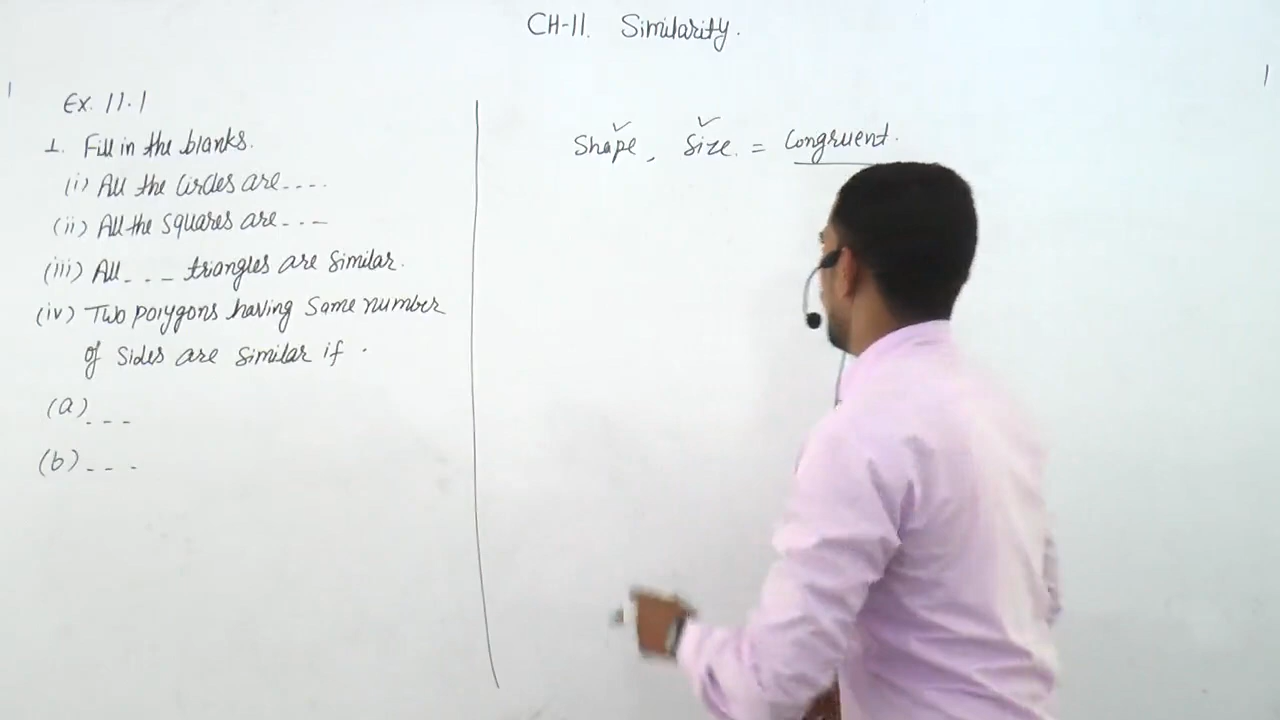 CH-11. Similarity.
Ex. 11.1
1. Fill in the blanks.
(i) All the Circles are ----
(ii) All the squares are ---
(iii) All --- triangles are similar.
(iv) Two polygons having same number
of sides are similar if .
(a) ---
(b) ---
Shape, Size. = Congruent.